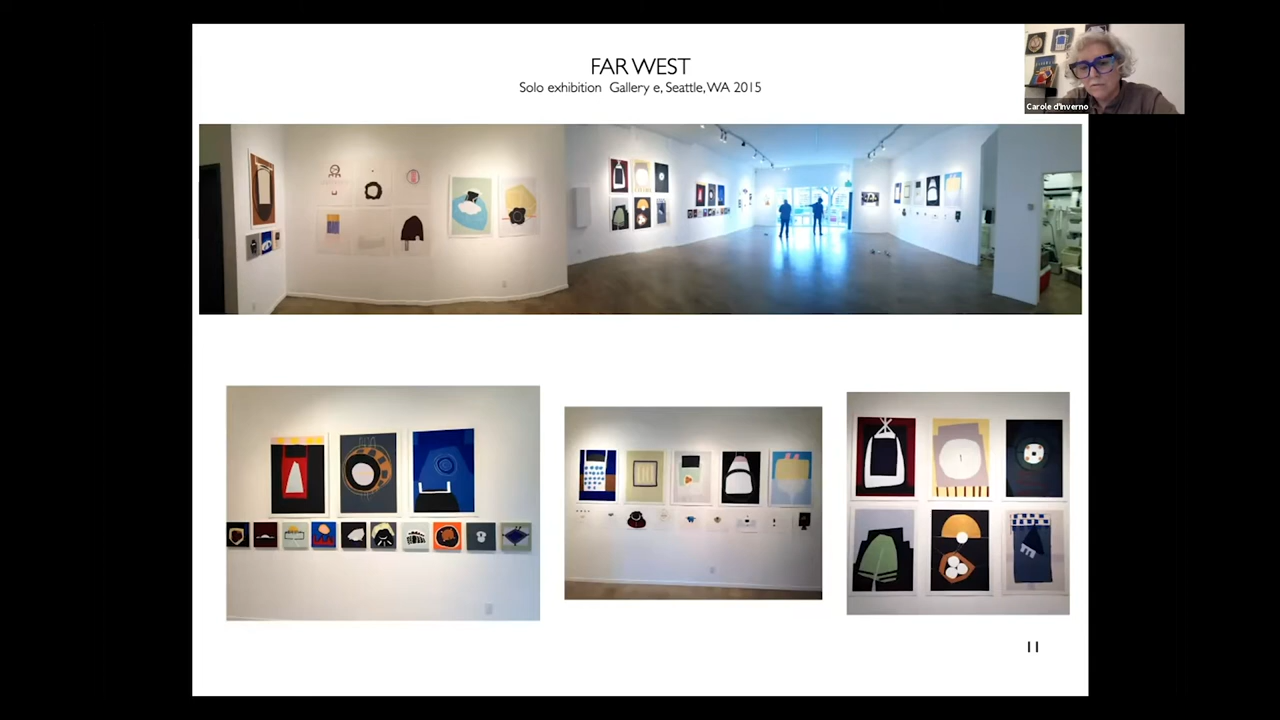 FAR WEST
Solo exhibition Gallery e, Seattle, WA 2015
Carole d'Inverno
11